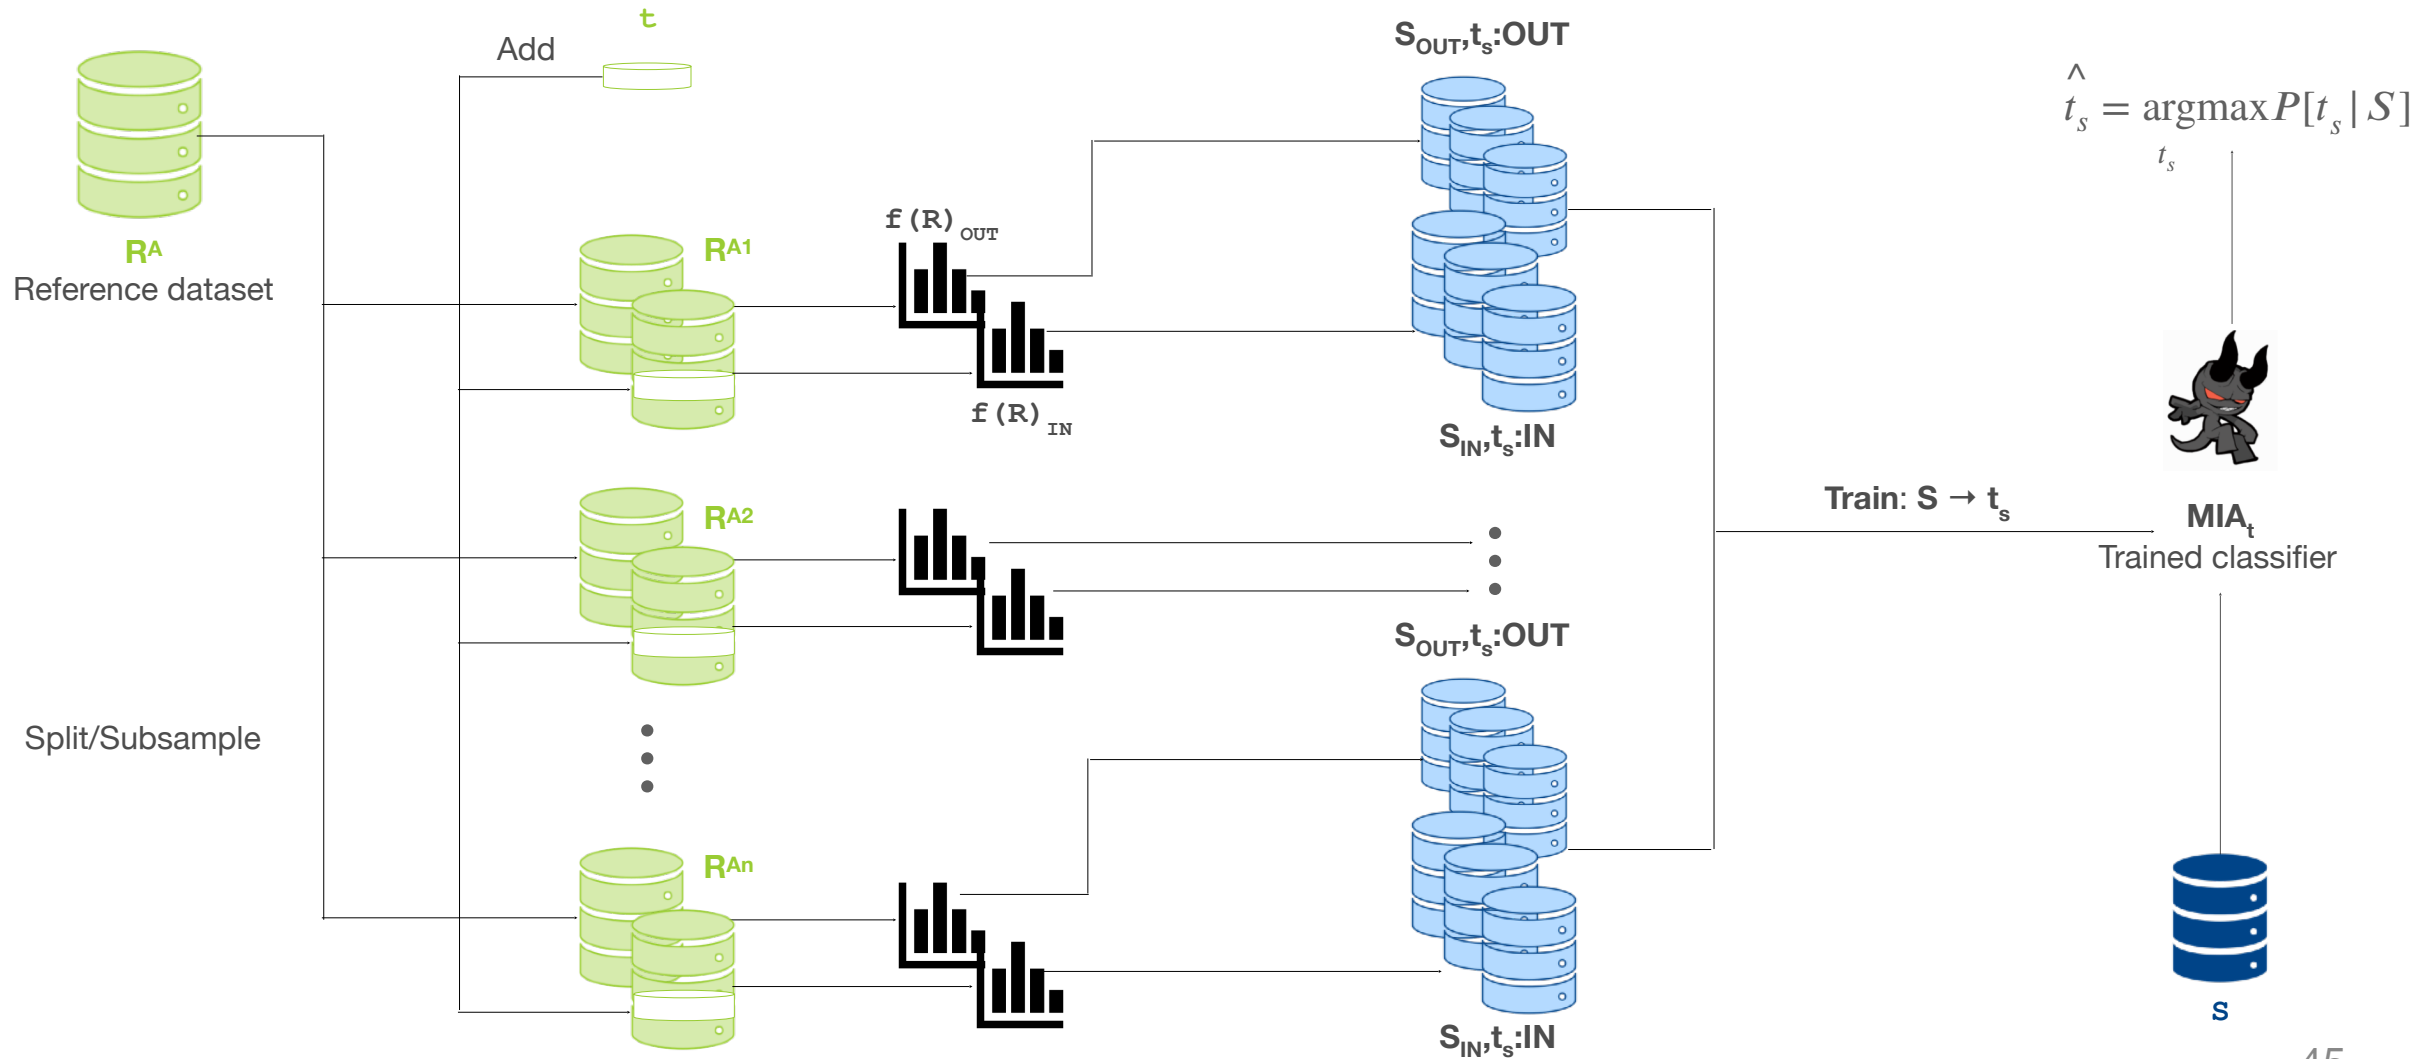 t
Add
S_OUT,t_s:OUT
^
t_s = argmax P[t_s | S]
t_s
R^A
Reference dataset
R^A1
f(R)_OUT
f(R)_IN
S_IN,t_s:IN
R^A2
Train: S → t_s
MIA_t
Trained classifier
S_OUT,t_s:OUT
Split/Subsample
R^An
S
S_IN,t_s:IN